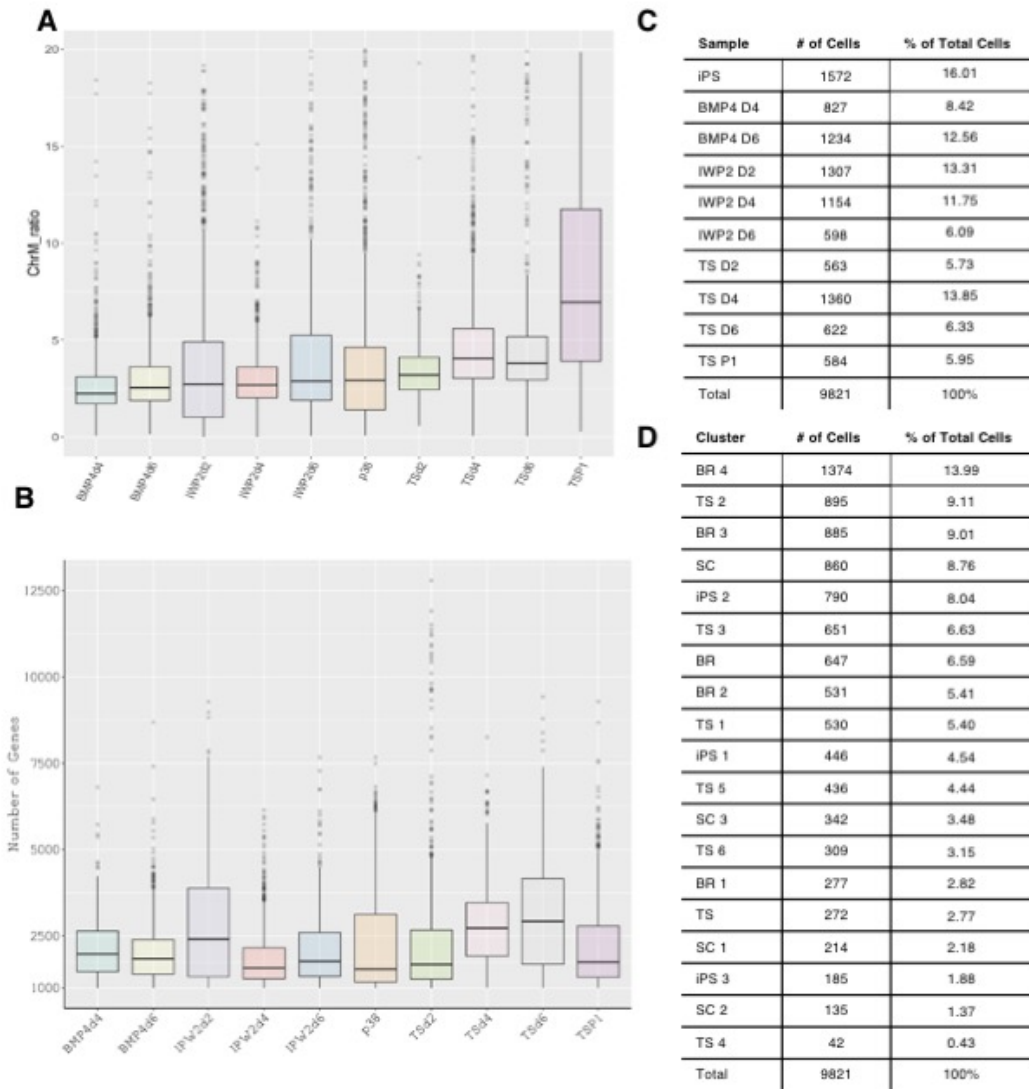 A
ChrM_ratio
20
15
10
5
0
BMP4d4 BMP4d6 IWP2d2 IWP2d4 IWP2d6 p38 TSd2 TSd4 TSd6 TSP1
B
Number of Genes
12500
10000
7500
5000
2500
1000
BMP4d4 BMP4d6 IPW2d2 IPW2d4 IPW2d6 p38 TSd2 TSd4 TSd6 TSP1
C
Sample # of Cells % of Total Cells
iPS 1572 16.01
BMP4 D4 827 8.42
BMP4 D6 1234 12.56
IWP2 D2 1307 13.31
IWP2 D4 1154 11.75
IWP2 D6 598 6.09
TS D2 563 5.73
TS D4 1360 13.85
TS D6 622 6.33
TS P1 584 5.95
Total 9821 100%
D
Cluster # of Cells % of Total Cells
BR 4 1374 13.99
TS 2 895 9.11
BR 3 885 9.01
SC 860 8.76
iPS 2 790 8.04
TS 3 651 6.63
BR 647 6.59
BR 2 531 5.41
TS 1 530 5.40
iPS 1 446 4.54
TS 5 436 4.44
SC 3 342 3.48
TS 6 309 3.15
BR 1 277 2.82
TS 272 2.77
SC 1 214 2.18
iPS 3 185 1.88
SC 2 135 1.37
TS 4 42 0.43
Total 9821 100%